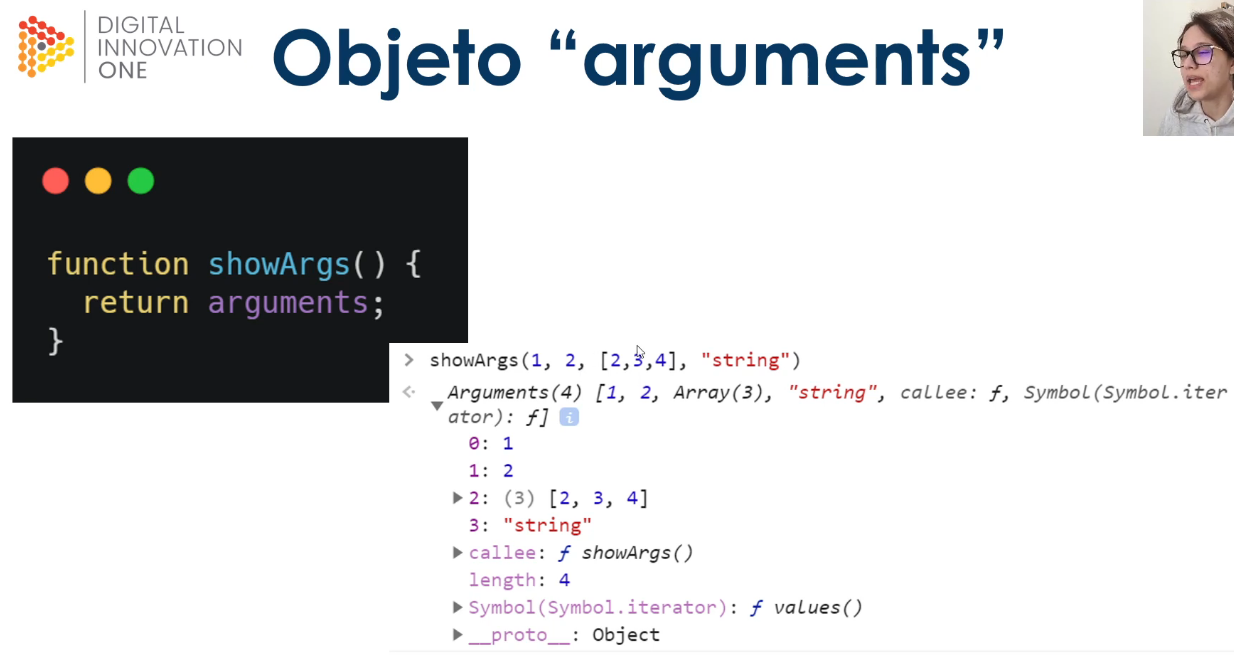 DIGITAL
INNOVATION
ONE
Objeto “arguments”
function showArgs() {
  return arguments;
}
> showArgs(1, 2, [2,3,4], "string")
Arguments(4) [1, 2, Array(3), "string", callee: ƒ, Symbol(Symbol.iter
ator): ƒ] i
0: 1
1: 2
2: (3) [2, 3, 4]
3: "string"
callee: ƒ showArgs()
length: 4
Symbol(Symbol.iterator): ƒ values()
__proto__: Object